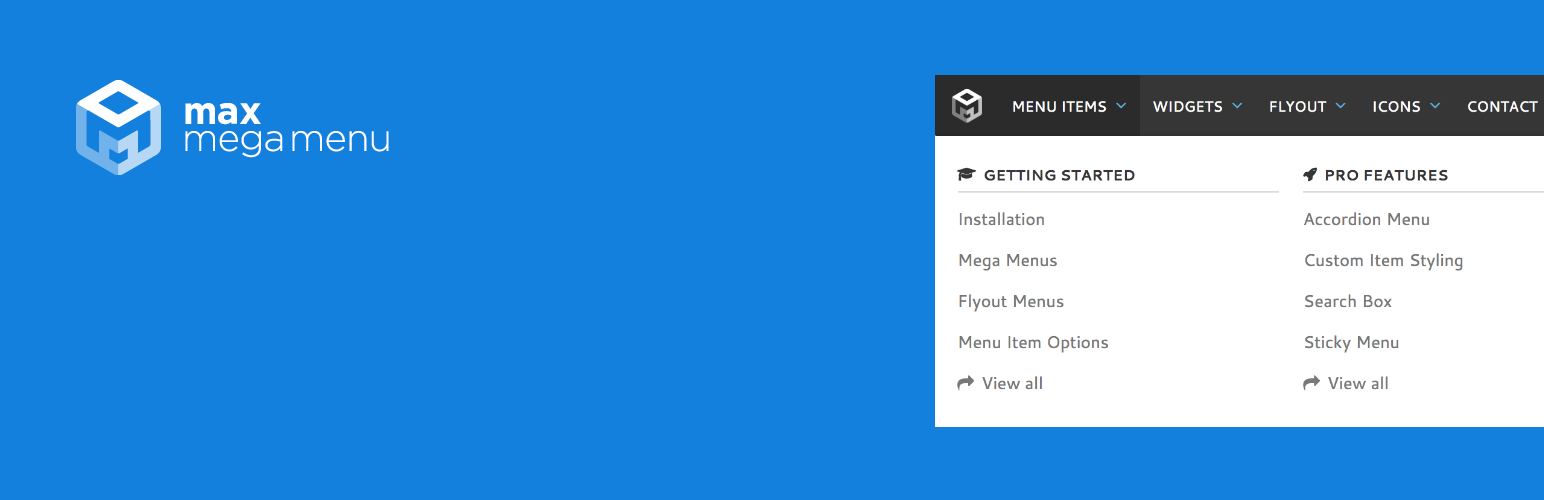 max
mega menu
MENU ITEMS WIDGETS FLYOUT ICONS CONTACT
GETTING STARTED
Installation
Mega Menus
Flyout Menus
Menu Item Options
View all
PRO FEATURES
Accordion Menu
Custom Item Styling
Search Box
Sticky Menu
View all